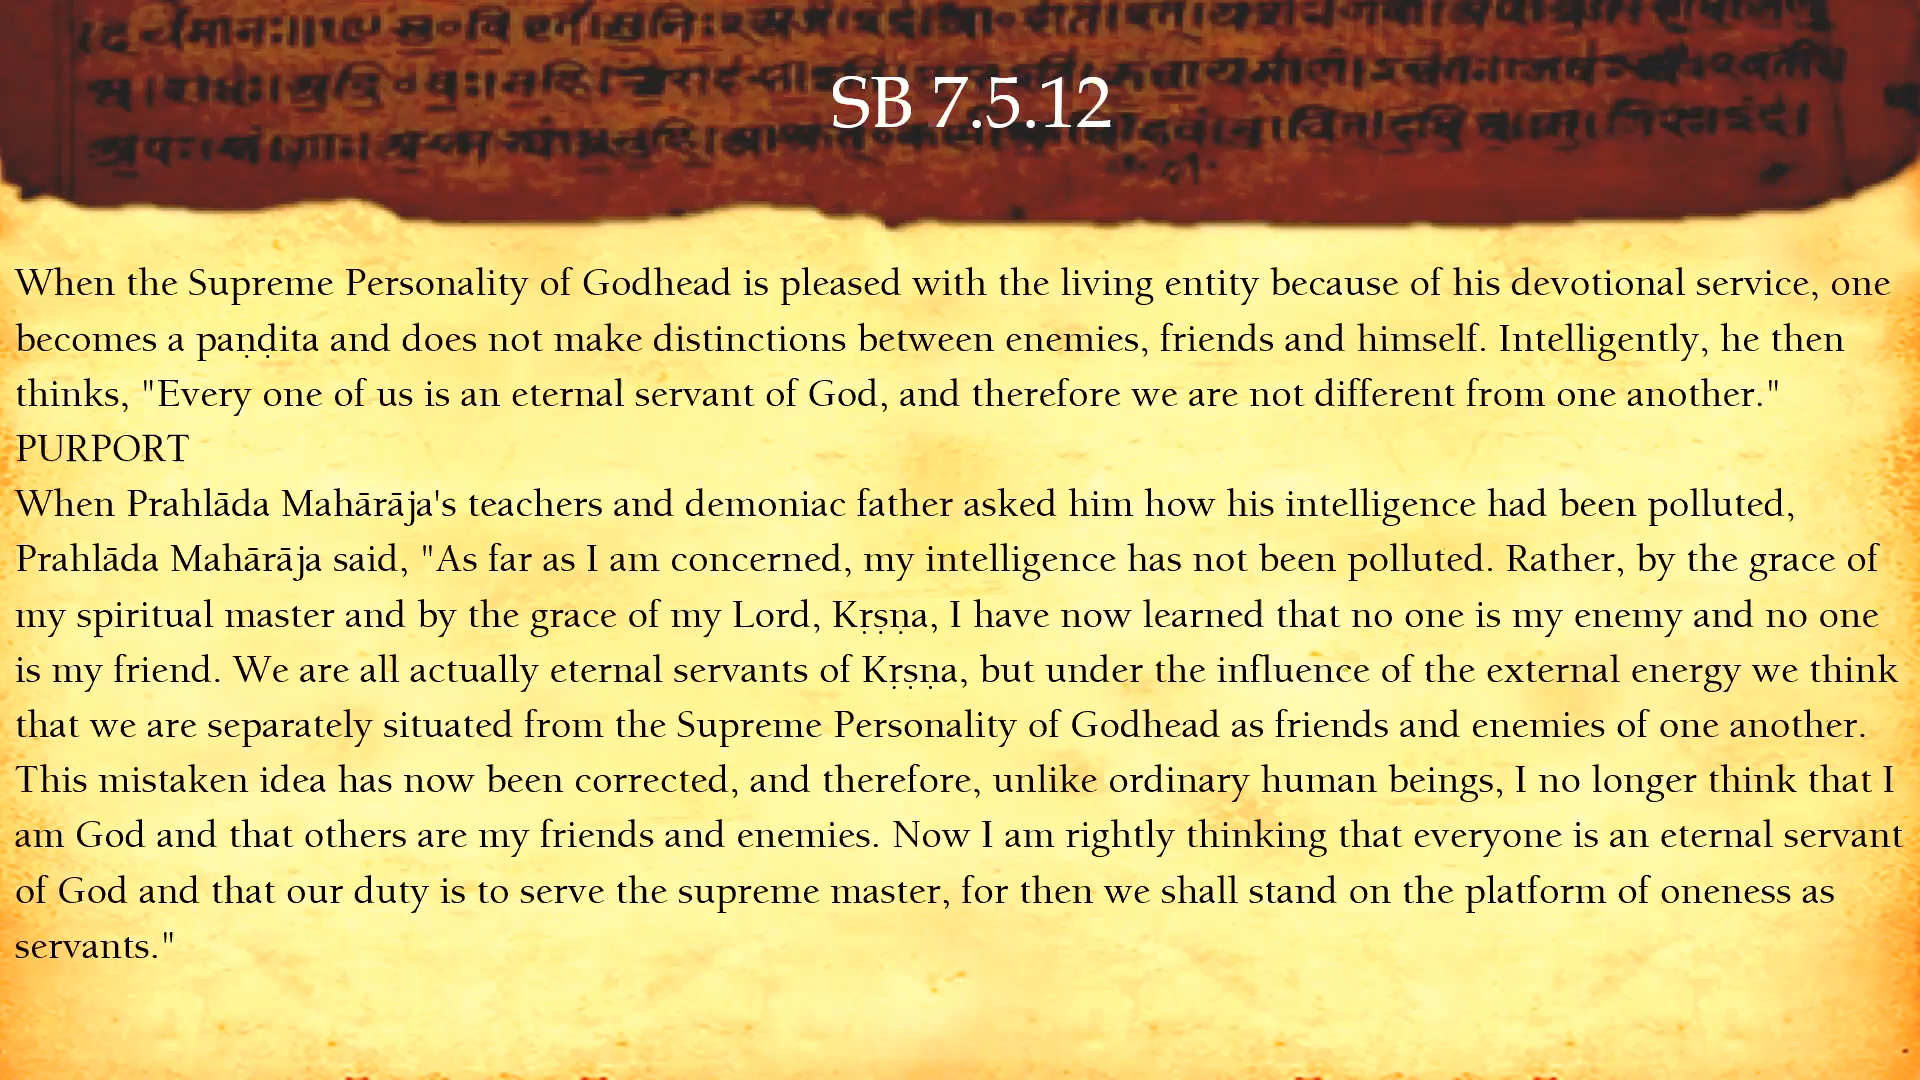 SB 7.5.12
When the Supreme Personality of Godhead is pleased with the living entity because of his devotional service, one
becomes a paṇḍita and does not make distinctions between enemies, friends and himself. Intelligently, he then
thinks, "Every one of us is an eternal servant of God, and therefore we are not different from one another."
PURPORT
When Prahlāda Mahārāja's teachers and demoniac father asked him how his intelligence had been polluted,
Prahlāda Mahārāja said, "As far as I am concerned, my intelligence has not been polluted. Rather, by the grace of
my spiritual master and by the grace of my Lord, Kṛṣṇa, I have now learned that no one is my enemy and no one
is my friend. We are all actually eternal servants of Kṛṣṇa, but under the influence of the external energy we think
that we are separately situated from the Supreme Personality of Godhead as friends and enemies of one another.
This mistaken idea has now been corrected, and therefore, unlike ordinary human beings, I no longer think that I
am God and that others are my friends and enemies. Now I am rightly thinking that everyone is an eternal servant
of God and that our duty is to serve the supreme master, for then we shall stand on the platform of oneness as
servants."